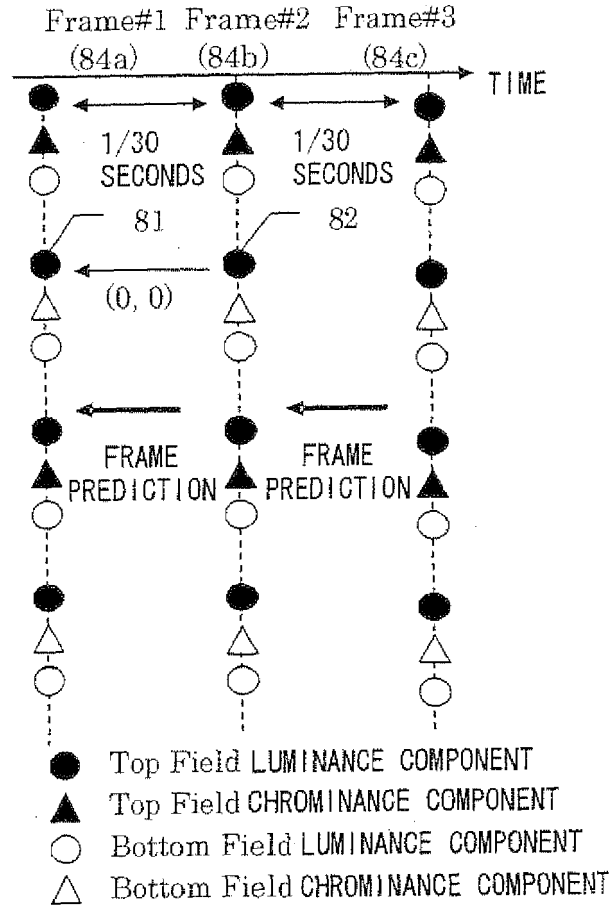 Frame#1 Frame#2 Frame#3
(84a) (84b) (84c)
TIME
1/30 SECONDS
1/30 SECONDS
81
82
(0, 0)
FRAME PREDICTION
FRAME PREDICTION
Top Field LUMINANCE COMPONENT
Top Field CHROMINANCE COMPONENT
Bottom Field LUMINANCE COMPONENT
Bottom Field CHROMINANCE COMPONENT